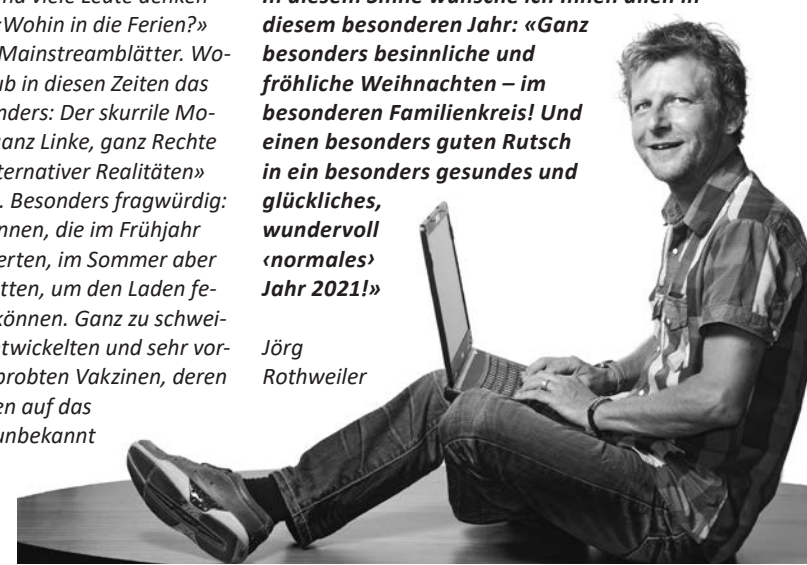 und viele Leute denken
«Wohin in die Ferien?»
Mainstreamblätter. Wo-
ub in diesen Zeiten das
nders: Der skurrile Mo-
ganz Linke, ganz Rechte
ternativer Realitäten»
. Besonders fragwürdig:
nnen, die im Frühjahr
erten, im Sommer aber
tten, um den Laden fe-
können. Ganz zu schwei-
twickelten und sehr vor-
probten Vakzinen, deren
en auf das
unbekannt
In diesem Sinne wünsche ich Ihnen allen in
diesem besonderen Jahr: «Ganz
besonders besinnliche und
fröhliche Weihnachten – im
besonderen Familienkreis! Und
einen besonders guten Rutsch
in ein besonders gesundes und
glückliches,
wundervoll
‹normales›
Jahr 2021!»
Jörg
Rothweiler